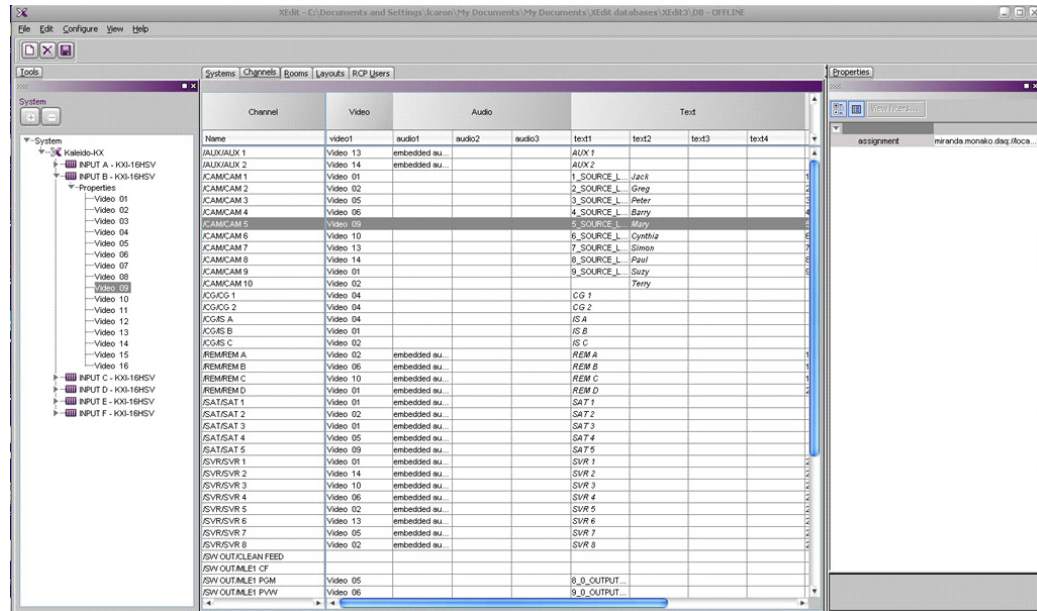 XEdit - C:\Documents and Settings\lcaron\My Documents\My Documents\XEdit databases\XEdit3\DB - OFFLINE
File Edit Configure View Help
Tools
System
System
Kaleido-KX
INPUT A - KXI-16HSV
INPUT B - KXI-16HSV
Properties
Video 01
Video 02
Video 03
Video 04
Video 05
Video 06
Video 07
Video 08
Video 09
Video 10
Video 11
Video 12
Video 13
Video 14
Video 15
Video 16
INPUT C - KXI-16HSV
INPUT D - KXI-16HSV
INPUT E - KXI-16HSV
INPUT F - KXI-16HSV
Systems Channels Rooms Layouts RCP Users
Channel Video Audio Text
Name video1 audio1 audio2 audio3 text1 text2 text3 text4
/AUX/AUX 1 Video 13 embedded au... AUX 1
/AUX/AUX 2 Video 14 embedded au... AUX 2
/CAM/CAM 1 Video 01 1_SOURCE_L... Jack
/CAM/CAM 2 Video 02 2_SOURCE_L... Greg
/CAM/CAM 3 Video 05 3_SOURCE_L... Peter
/CAM/CAM 4 Video 06 4_SOURCE_L... Barry
/CAM/CAM 5 Video 09 5_SOURCE_L... Mary
/CAM/CAM 6 Video 10 6_SOURCE_L... Cynthia
/CAM/CAM 7 Video 13 7_SOURCE_L... Simon
/CAM/CAM 8 Video 14 8_SOURCE_L... Paul
/CAM/CAM 9 Video 01 9_SOURCE_L... Suzy
/CAM/CAM 10 Video 02 Terry
/CG/CG 1 Video 04 CG 1
/CG/CG 2 Video 04 CG 2
/CG/IS A Video 04 IS A
/CG/IS B Video 01 IS B
/CG/IS C Video 02 IS C
/REM/REM A Video 02 embedded au... REM A
/REM/REM B Video 06 embedded au... REM B
/REM/REM C Video 10 embedded au... REM C
/REM/REM D Video 01 embedded au... REM D
/SAT/SAT 1 Video 01 embedded au... SAT 1
/SAT/SAT 2 Video 02 embedded au... SAT 2
/SAT/SAT 3 Video 01 embedded au... SAT 3
/SAT/SAT 4 Video 05 embedded au... SAT 4
/SAT/SAT 5 Video 09 embedded au... SAT 5
/SVR/SVR 1 Video 01 embedded au... SVR 1
/SVR/SVR 2 Video 14 embedded au... SVR 2
/SVR/SVR 3 Video 10 embedded au... SVR 3
/SVR/SVR 4 Video 06 embedded au... SVR 4
/SVR/SVR 5 Video 02 embedded au... SVR 5
/SVR/SVR 6 Video 13 embedded au... SVR 6
/SVR/SVR 7 Video 05 embedded au... SVR 7
/SVR/SVR 8 Video 02 embedded au... SVR 8
/SW OUT/CLEAN FEED
/SW OUT/MLE1 CF
/SW OUT/MLE1 PGM Video 05 8_0_OUTPUT...
/SW OUT/MLE1 PVW Video 06 9_0_OUTPUT...
Properties
View filters...
assignment miranda.monako.daq://loca...